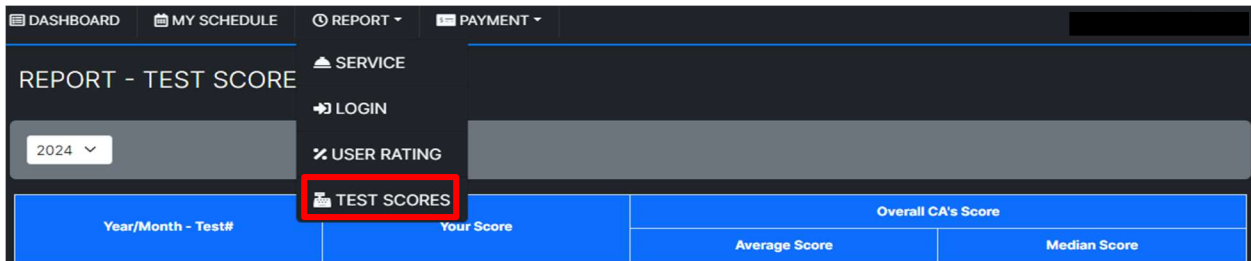 DASHBOARD MY SCHEDULE REPORT PAYMENT
SERVICE
REPORT - TEST SCORE
LOGIN
2024
USER RATING
TEST SCORES
Year/Month - Test# Your Score Overall CA's Score
Average Score Median Score